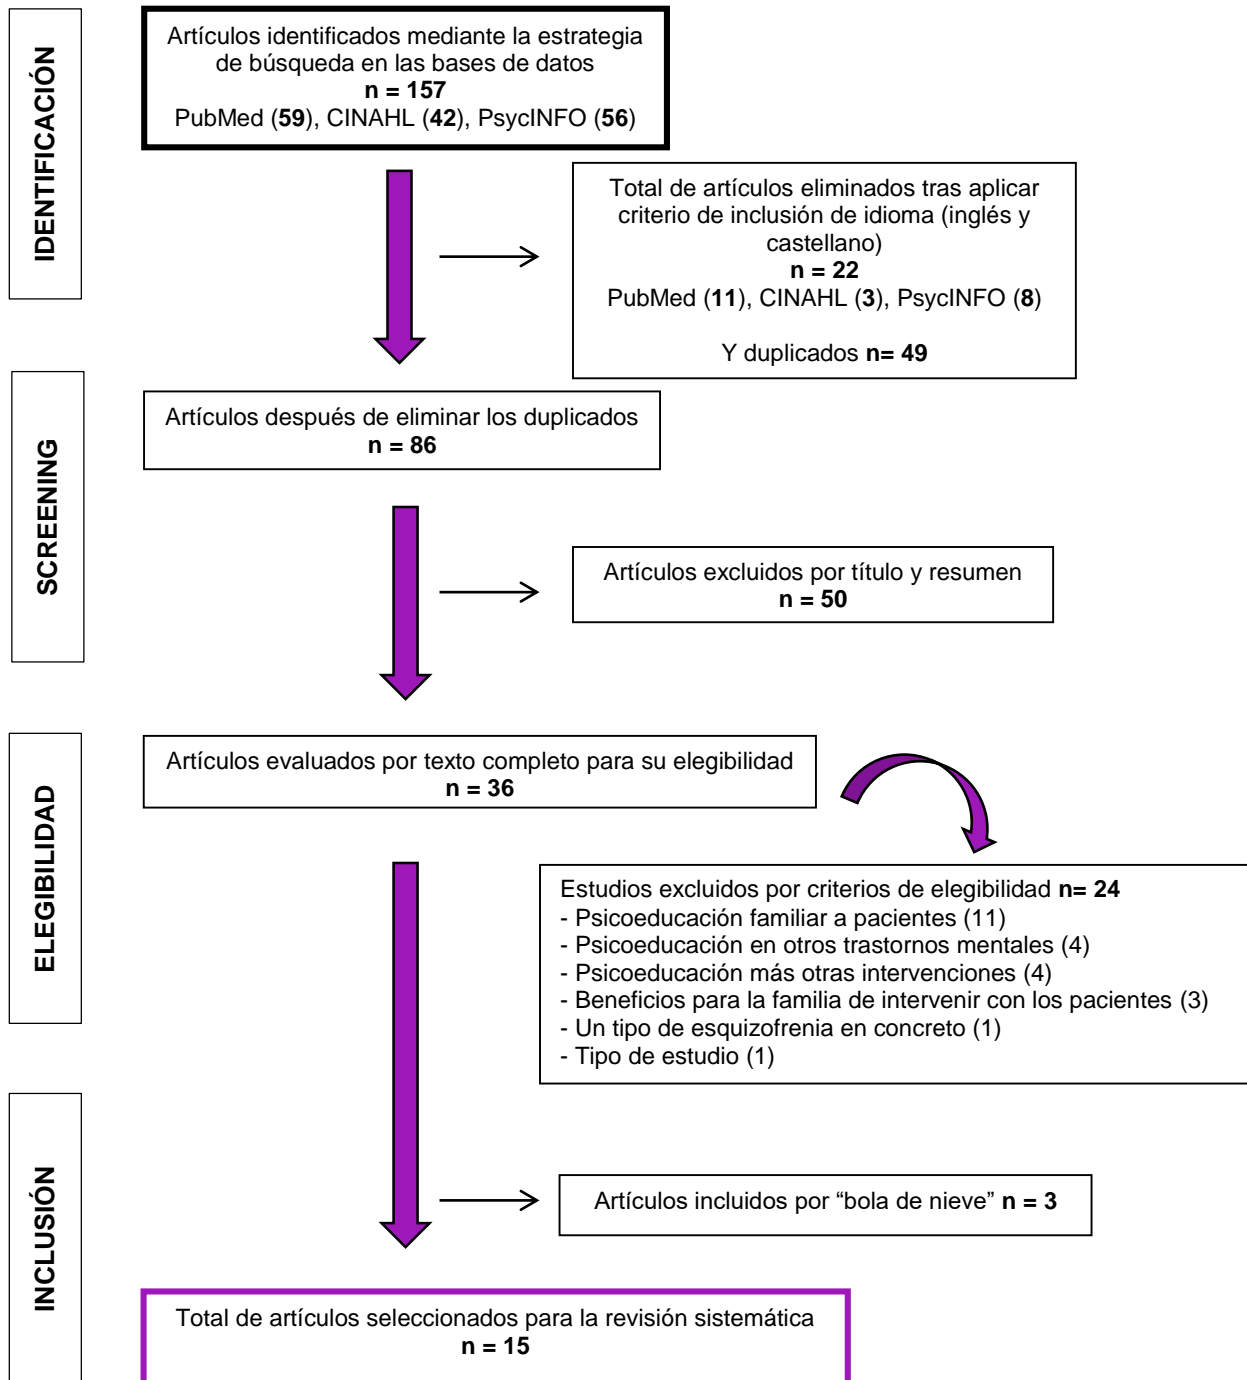 IDENTIFICACIÓN
Artículos identificados mediante la estrategia
de búsqueda en las bases de datos
n = 157
PubMed (59), CINAHL (42), PsycINFO (56)
Total de artículos eliminados tras aplicar
criterio de inclusión de idioma (inglés y
castellano)
n = 22
PubMed (11), CINAHL (3), PsycINFO (8)
Y duplicados n= 49
SCREENING
Artículos después de eliminar los duplicados
n = 86
Artículos excluidos por título y resumen
n = 50
ELEGIBILIDAD
Artículos evaluados por texto completo para su elegibilidad
n = 36
Estudios excluidos por criterios de elegibilidad n= 24
- Psicoeducación familiar a pacientes (11)
- Psicoeducación en otros trastornos mentales (4)
- Psicoeducación más otras intervenciones (4)
- Beneficios para la familia de intervenir con los pacientes (3)
- Un tipo de esquizofrenia en concreto (1)
- Tipo de estudio (1)
INCLUSIÓN
Artículos incluidos por “bola de nieve” n = 3
Total de artículos seleccionados para la revisión sistemática
n = 15